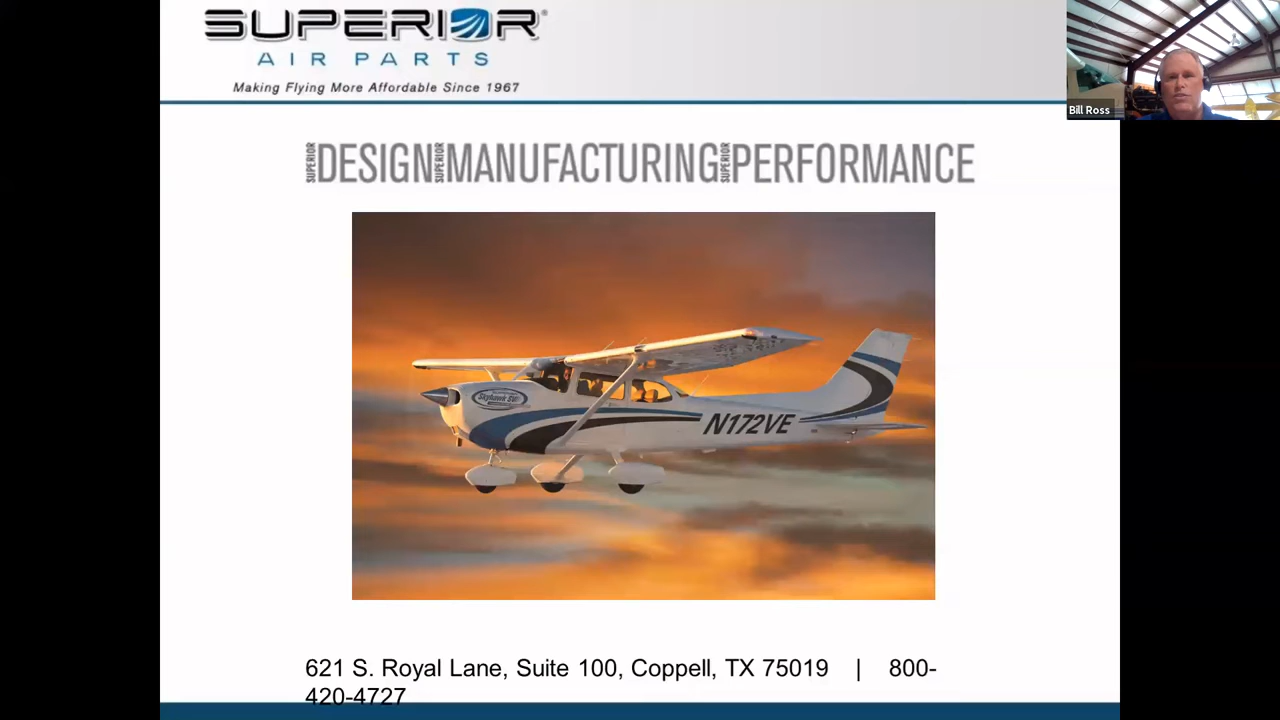 SUPERIOR®
AIR PARTS
Making Flying More Affordable Since 1967
Bill Ross
SUPERIOR DESIGN SUPERIOR MANUFACTURING SUPERIOR PERFORMANCE
Skyhawk
N172VE
621 S. Royal Lane, Suite 100, Coppell, TX 75019 | 800-
420-4727